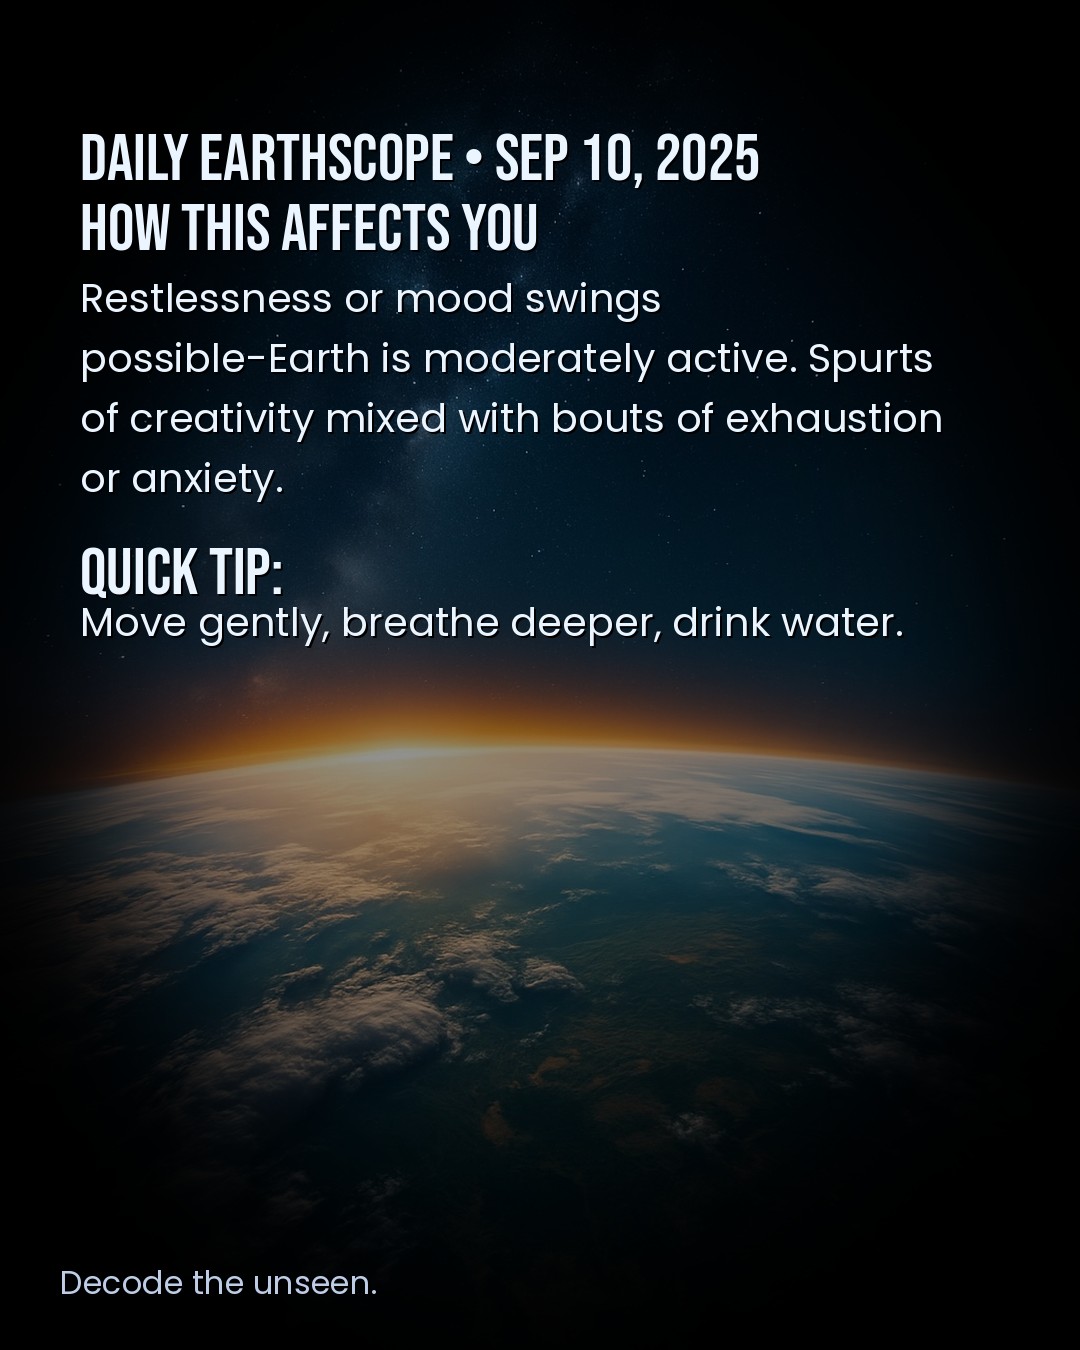 DAILY EARTHSCOPE • SEP 10, 2025
HOW THIS AFFECTS YOU
Restlessness or mood swings
possible-Earth is moderately active. Spurts
of creativity mixed with bouts of exhaustion
or anxiety.
QUICK TIP:
Move gently, breathe deeper, drink water.
Decode the unseen.